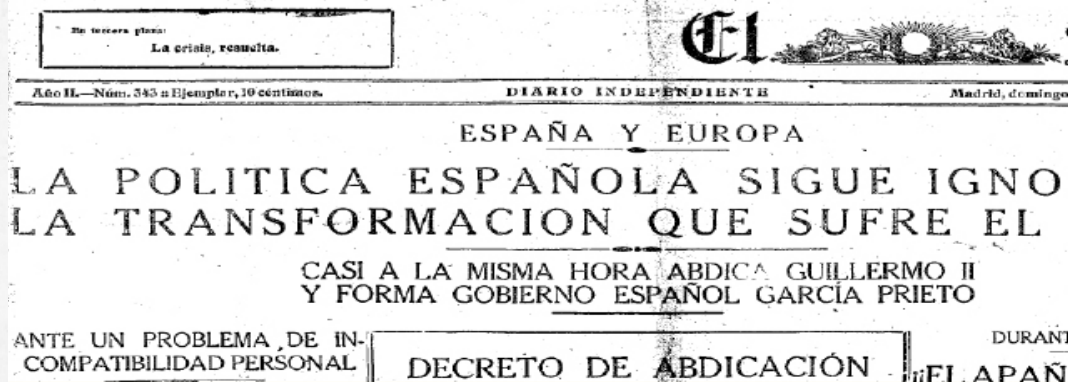 En tercera plana:
La crisis, resuelta.
El
Año II.—Núm. 343 Ejemplar, 10 céntimos.
DIARIO INDEPENDIENTE
Madrid, domingo
ESPAÑA Y EUROPA
LA POLITICA ESPAÑOLA SIGUE IGNO
LA TRANSFORMACION QUE SUFRE EL
CASI A LA MISMA HORA ABDICA GUILLERMO II
Y FORMA GOBIERNO ESPAÑOL GARCÍA PRIETO
ANTE UN PROBLEMA DE IN-
COMPATIBILIDAD PERSONAL
DECRETO DE ABDICACIÓN
DURANT
¡¡EL APAÑ